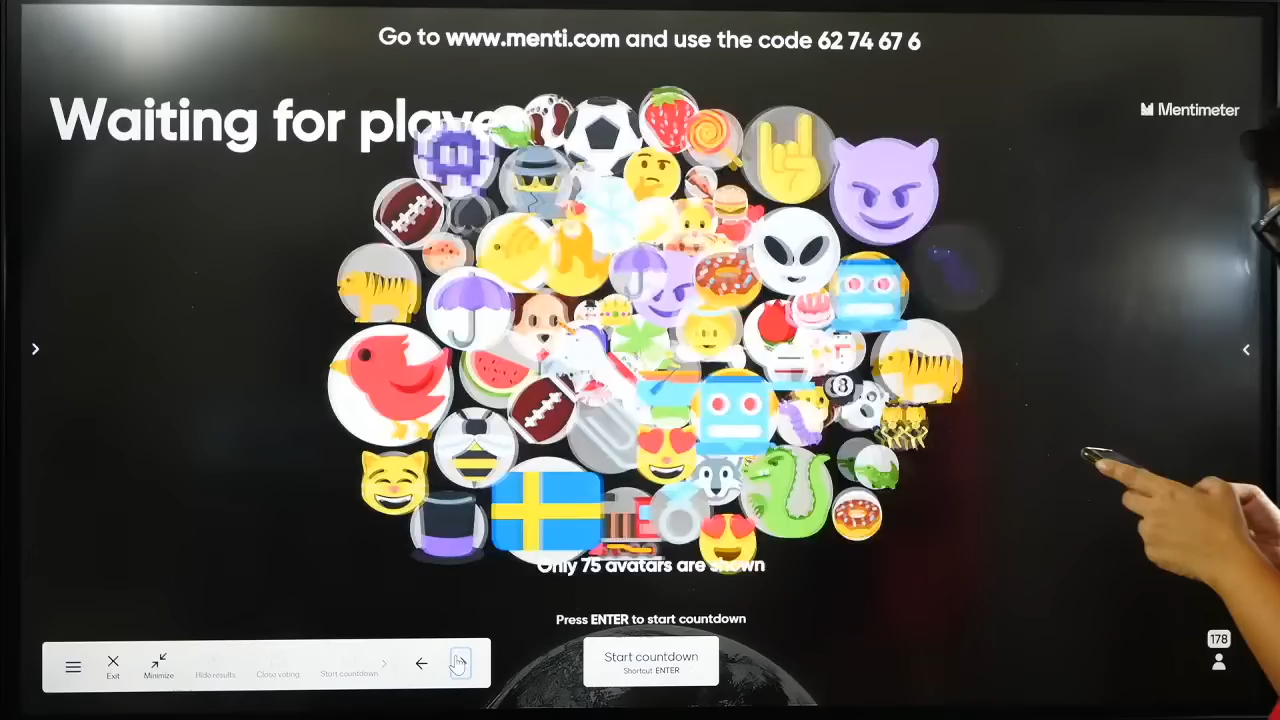 Go to www.menti.com and use the code 62 74 67 6
Waiting for
Mentimeter
Only 75 avatars are shown
Press ENTER to start countdown
Start countdown
Shortcut ENTER
Exit
Minimize
Hide results
Close voting
Start countdown
178